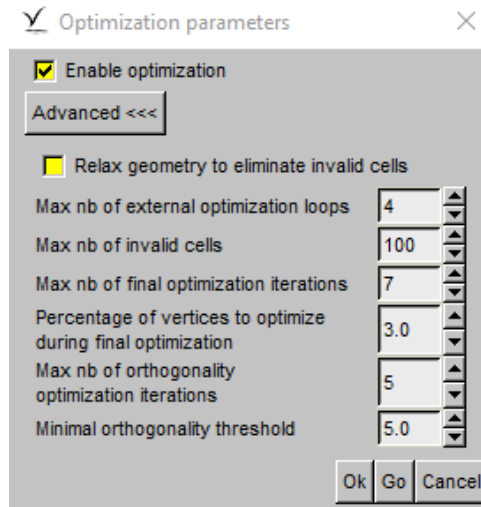 Optimization parameters
Enable optimization
Advanced <<<
Relax geometry to eliminate invalid cells
Max nb of external optimization loops 4
Max nb of invalid cells 100
Max nb of final optimization iterations 7
Percentage of vertices to optimize
during final optimization 3.0
Max nb of orthogonality
optimization iterations 5
Minimal orthogonality threshold 5.0
Ok Go Cancel